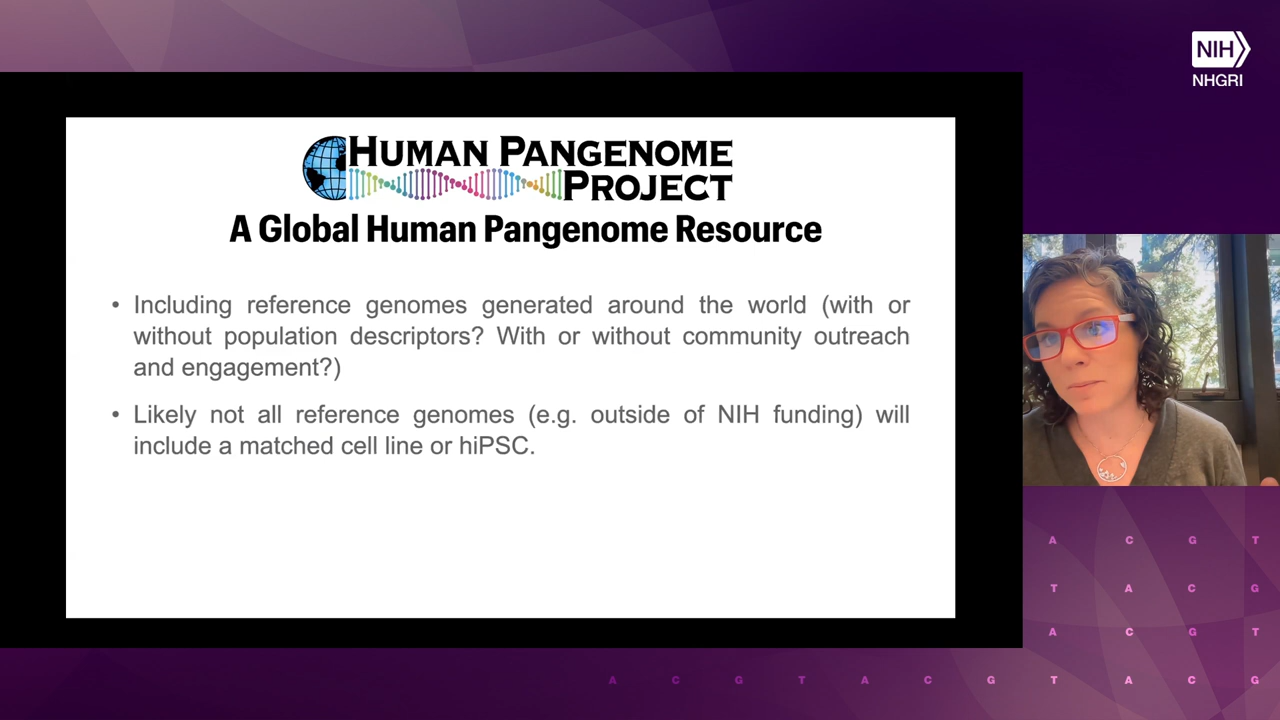 NIH
NHGRI
HUMAN PANGENOME
PROJECT
A Global Human Pangenome Resource
• Including reference genomes generated around the world (with or
without population descriptors? With or without community outreach
and engagement?)
• Likely not all reference genomes (e.g. outside of NIH funding) will
include a matched cell line or hiPSC.
A C G T
T A C G
A C G T
A C G T A C G T A C G